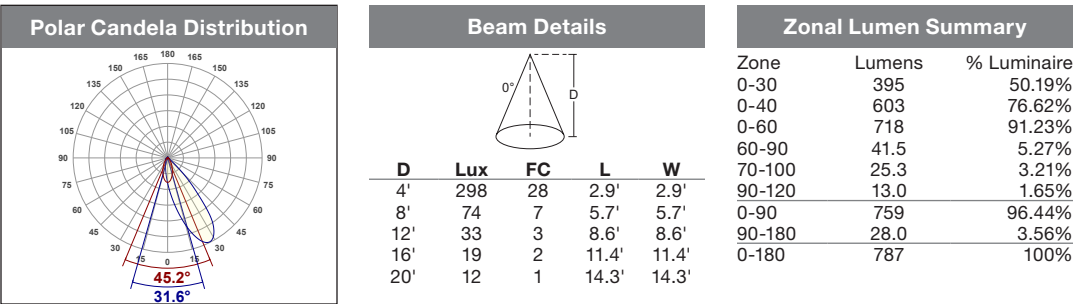 Polar Candela Distribution
180
165 165
150 150
135 135
120 120
105 105
90 90
75 75
60 60
45 45
30 30
15 0 15
45.2°
31.6°
Beam Details
0°
D
D Lux FC L W
4' 298 28 2.9' 2.9'
8' 74 7 5.7' 5.7'
12' 33 3 8.6' 8.6'
16' 19 2 11.4' 11.4'
20' 12 1 14.3' 14.3'
Zonal Lumen Summary
Zone Lumens % Luminaire
0-30 395 50.19%
0-40 603 76.62%
0-60 718 91.23%
60-90 41.5 5.27%
70-100 25.3 3.21%
90-120 13.0 1.65%
0-90 759 96.44%
90-180 28.0 3.56%
0-180 787 100%